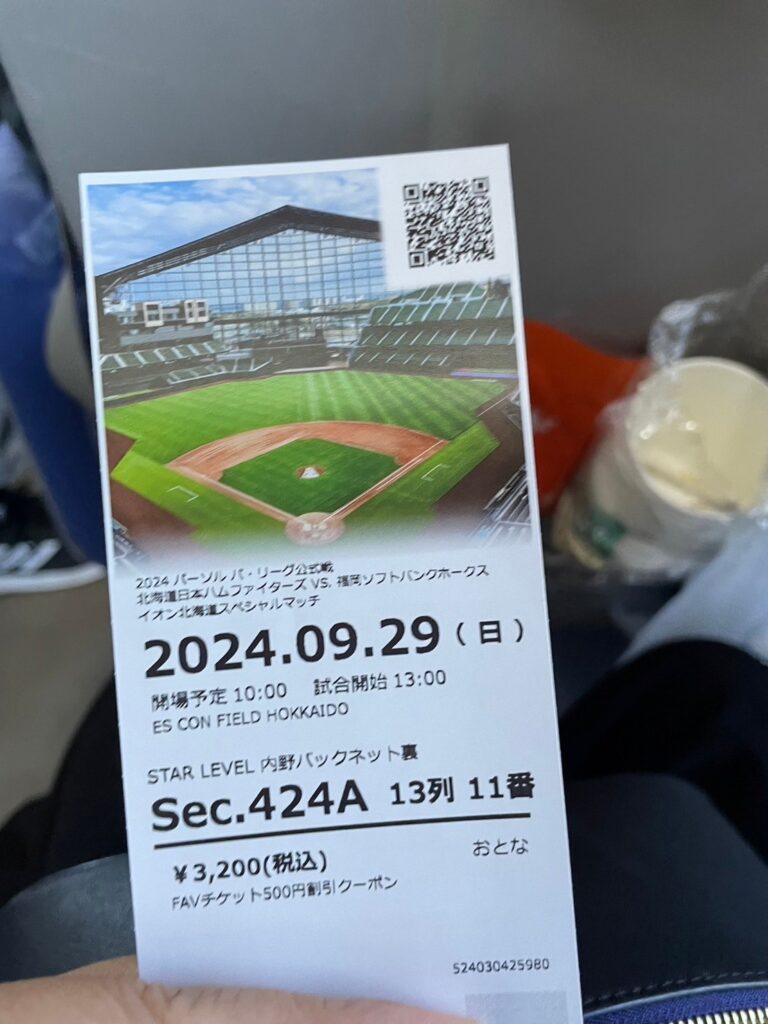 2024 パーソル パ・リーグ公式戦
北海道日本ハムファイターズ VS. 福岡ソフトバンクホークス
イオン北海道スペシャルマッチ
2024.09.29 ( 日 )
開場予定 10:00 試合開始 13:00
ES CON FIELD HOKKAIDO
STAR LEVEL 内野バックネット裏
Sec.424A 13列 11番
¥3,200(税込) おとな
FAVチケット500円割引クーポン
524030425980